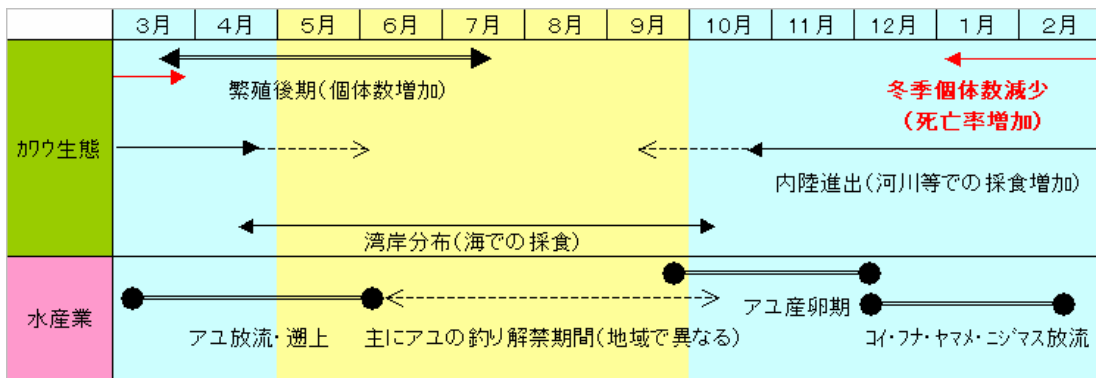 3月 4月 5月 6月 7月 8月 9月 10月 11月 12月 1月 2月
カワウ生態
繁殖後期(個体数増加)
冬季個体数減少
(死亡率増加)
内陸進出(河川等での採食増加)
湾岸分布(海での採食)
水産業
アユ放流・遡上
主にアユの釣り解禁期間(地域で異なる)
アユ産卵期
コイ・フナ・ヤマメ・ニジマス放流